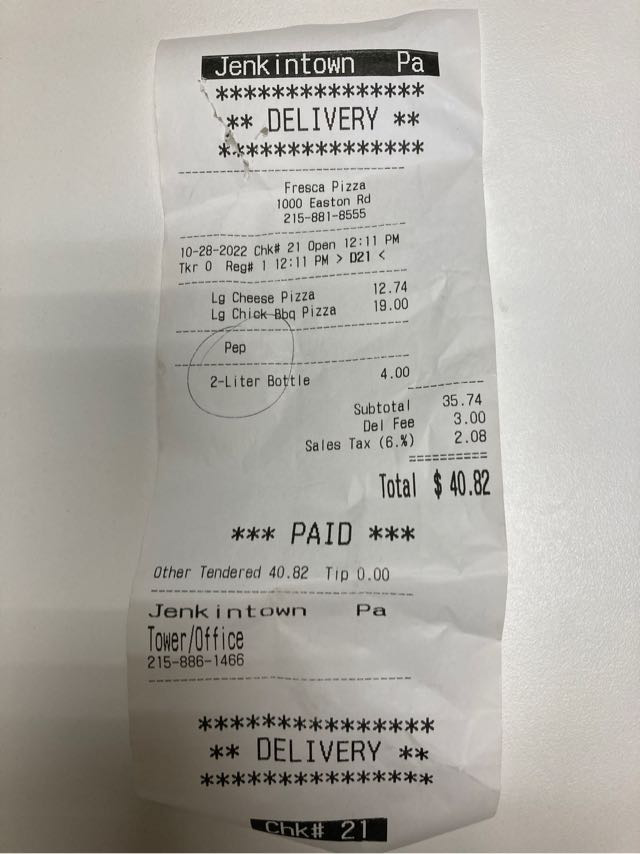 Jenkintown Pa
***************
** DELIVERY **
***************
Fresca Pizza
1000 Easton Rd
215-881-8555
10-28-2022 Chk# 21 Open 12:11 PM
Tkr 0 Reg# 1 12:11 PM > D21 <
Lg Cheese Pizza 12.74
Lg Chick Bbq Pizza 19.00
Pep
2-Liter Bottle 4.00
Subtotal 35.74
Del Fee 3.00
Sales Tax (6.%) 2.08
==========
Total $ 40.82
*** PAID ***
Other Tendered 40.82 Tip 0.00
Jenkintown Pa
Tower/Office
215-886-1466
***************
** DELIVERY **
***************
Chk# 21